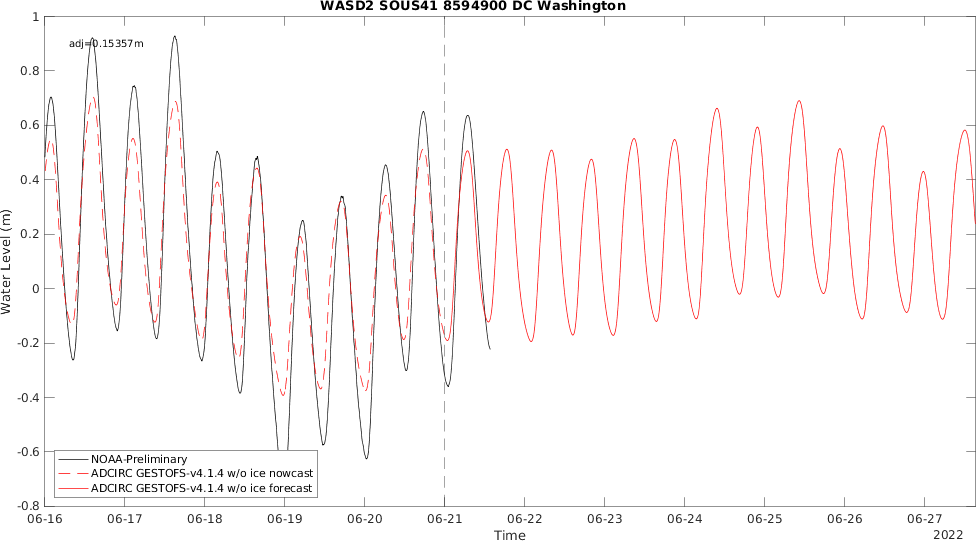 WASD2 SOUS41 8594900 DC Washington
adj=0.15357m
Water Level (m)
1
0.8
0.6
0.4
0.2
0
-0.2
-0.4
-0.6
-0.8
NOAA-Preliminary
ADCIRC GESTOFS-v4.1.4 w/o ice nowcast
ADCIRC GESTOFS-v4.1.4 w/o ice forecast
06-16 06-17 06-18 06-19 06-20 06-21 06-22 06-23 06-24 06-25 06-26 06-27
Time
2022